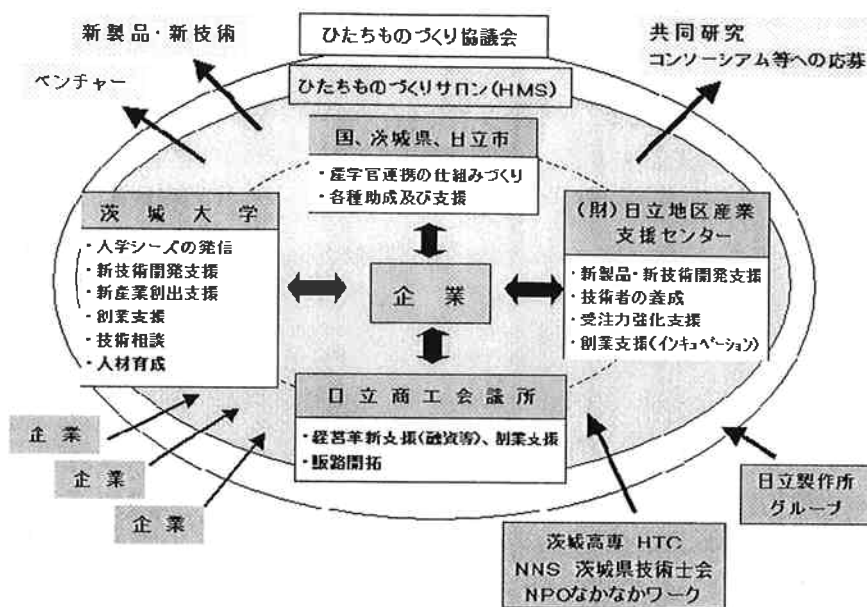 新製品・新技術
ベンチャー
ひたちものづくり協議会
ひたちものづくりサロン(HMS)
共同研究
コンソーシアム等への応募
国、茨城県、日立市
・産学官連携の仕組みづくり
・各種助成及び支援
茨城大学
・大学シーズの発信
・新技術開発支援
・新産業創出支援
・創業支援
・技術相談
・人材育成
企業
(財)日立地区産業
支援センター
・新製品・新技術開発支援
・技術者の養成
・受注力強化支援
・創業支援(インキュベーション)
日立商工会議所
・経営革新支援(融資等)、創業支援
・販路開拓
企業
企業
企業
日立製作所
グループ
茨城高専 HTC
NNS 茨城県技術士会
NPOなかなかワーク